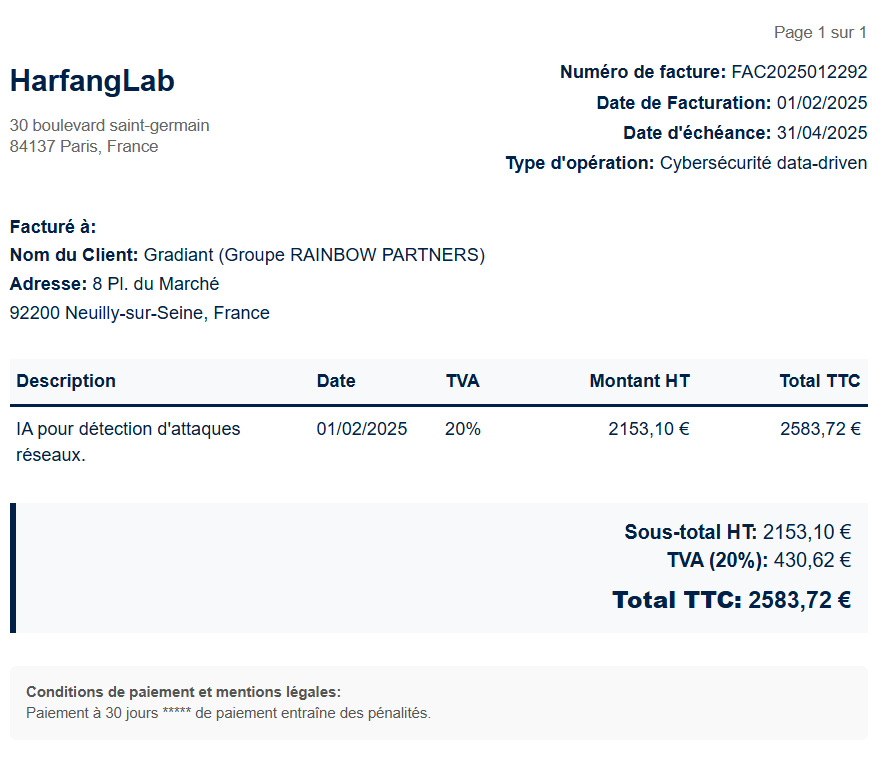 Page 1 sur 1
HarfangLab
30 boulevard saint-germain
84137 Paris, France
Numéro de facture: FAC2025012292
Date de Facturation: 01/02/2025
Date d'échéance: 31/04/2025
Type d'opération: Cybersécurité data-driven
Facturé à:
Nom du Client: Gradiant (Groupe RAINBOW PARTNERS)
Adresse: 8 Pl. du Marché
92200 Neuilly-sur-Seine, France
Description Date TVA Montant HT Total TTC
IA pour détection d'attaques 01/02/2025 20% 2153,10 € 2583,72 €
réseaux.
Sous-total HT: 2153,10 €
TVA (20%): 430,62 €
Total TTC: 2583,72 €
Conditions de paiement et mentions légales:
Paiement à 30 jours ***** de paiement entraîne des pénalités.